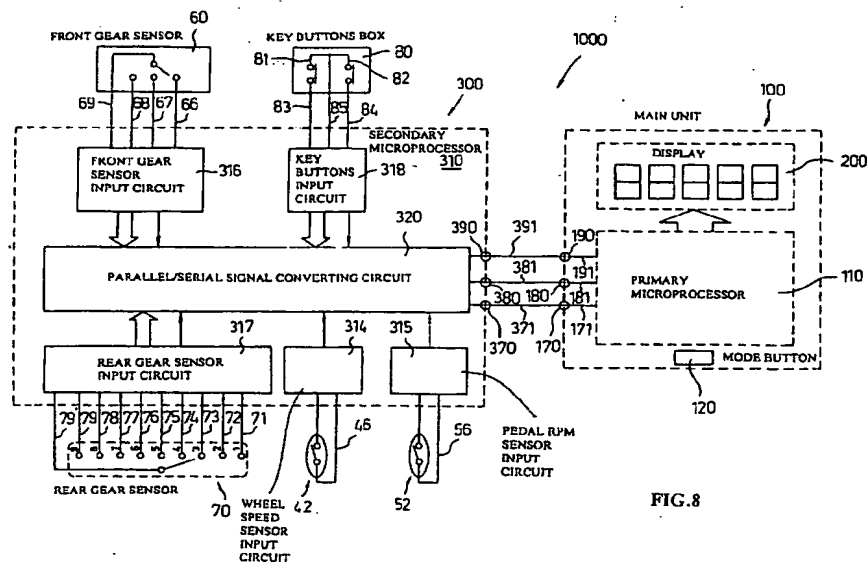 FRONT GEAR SENSOR
60
KEY BUTTONS BOX
80
81
82
1000
69
68
67
66
83
85
84
300
100
SECONDARY
MICROPROCESSOR
310
MAIN UNIT
DISPLAY
200
FRONT GEAR
SENSOR
INPUT CIRCUIT
316
KEY
BUTTONS
INPUT
CIRCUIT
318
320
390
391
190
191
PARALLEL/SERIAL SIGNAL CONVERTING CIRCUIT
380
381
180
181
370
371
170
171
PRIMARY
MICROPROCESSOR
110
MODE BUTTON
120
REAR GEAR SENSOR
INPUT CIRCUIT
317
314
315
79
79
78
77
76
75
74
73
72
71
46
56
REAR GEAR SENSOR
70
42
52
WHEEL
SPEED
SENSOR
INPUT
CIRCUIT
PEDAL RPM
SENSOR
INPUT
CIRCUIT
FIG.8